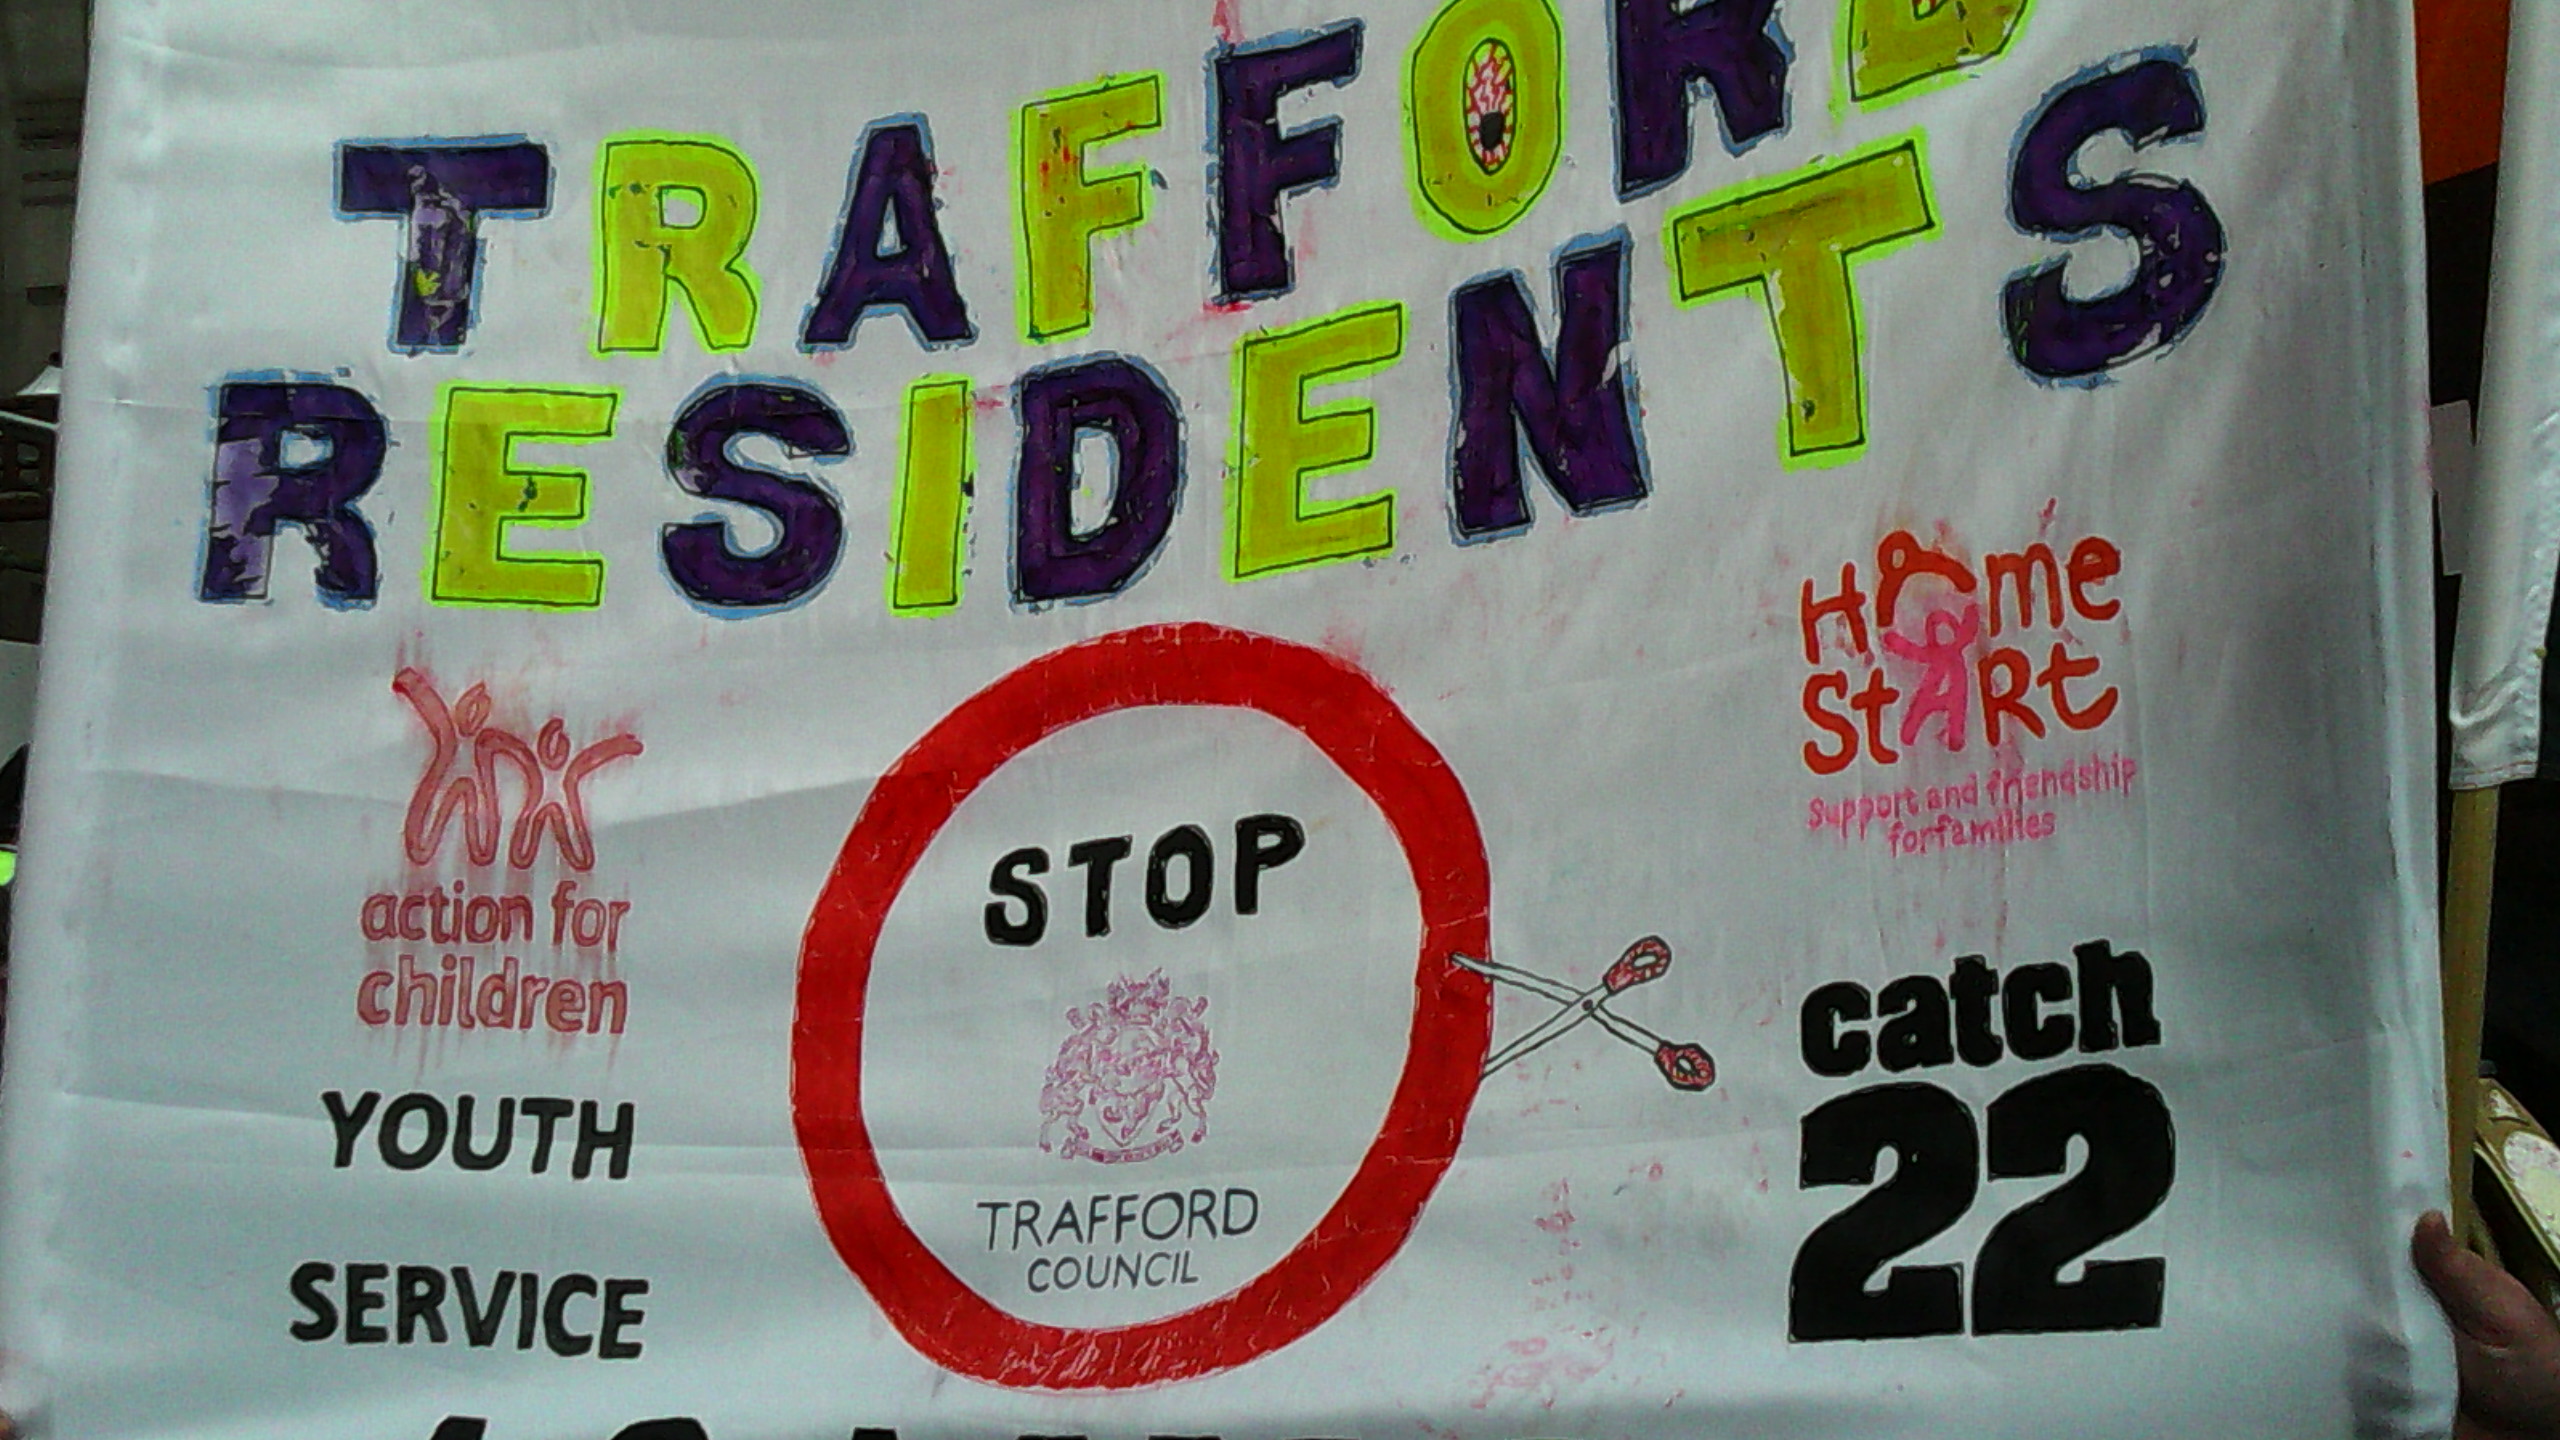 TRAFFORD
RESIDENTS
HOme
StARt
Support and friendship
for families
action for
children
STOP
TRAFFORD
COUNCIL
catch
22
YOUTH
SERVICE